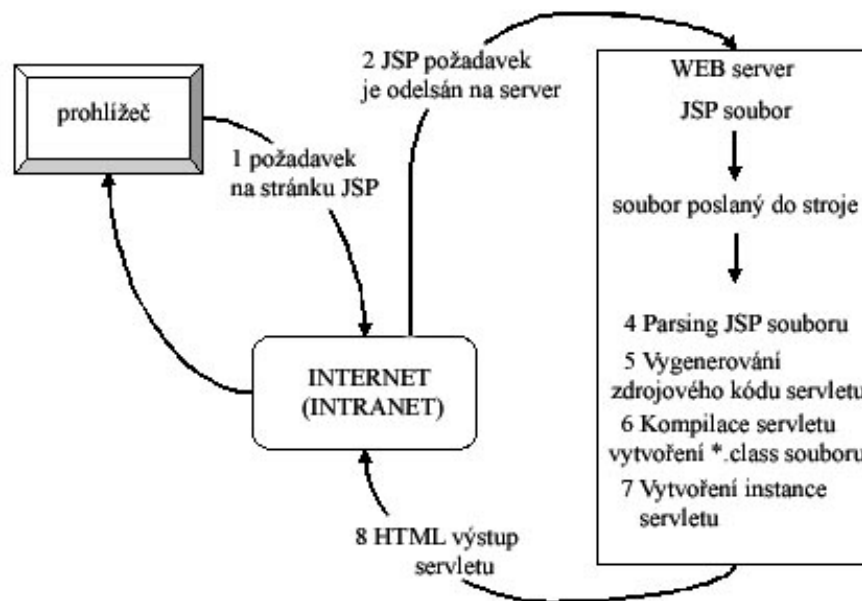 prohlížeč
1 požadavek
na stránku JSP
2 JSP požadavek
je odelsán na server
WEB server
JSP soubor
soubor poslaný do stroje
4 Parsing JSP souboru
5 Vygenerování
zdrojového kódu servletu
6 Kompilace servletu
vytvoření *.class souboru
7 Vytvoření instance
servletu
INTERNET
(INTRANET)
8 HTML výstup
servletu